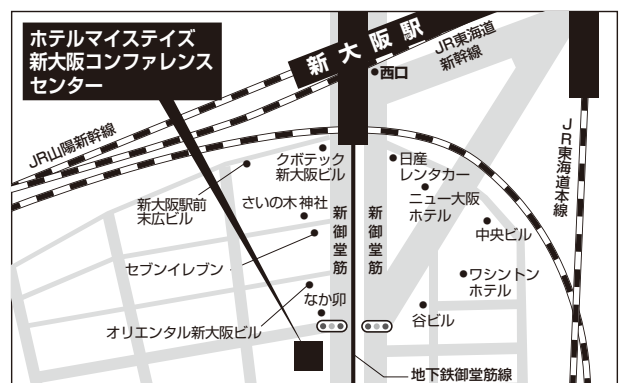 ホテルマイステイズ
新大阪コンファレンス
センター
新大阪駅
JR東海道
新幹線
西口
JR山陽新幹線
JR東海道本線
クボテック
新大阪ビル
日産
レンタカー
新大阪駅前
末広ビル
さいの木神社
新御堂筋
新御堂筋
ニュー大阪
ホテル
中央ビル
セブンイレブン
ワシントン
ホテル
なか卯
谷ビル
オリエンタル新大阪ビル
地下鉄御堂筋線